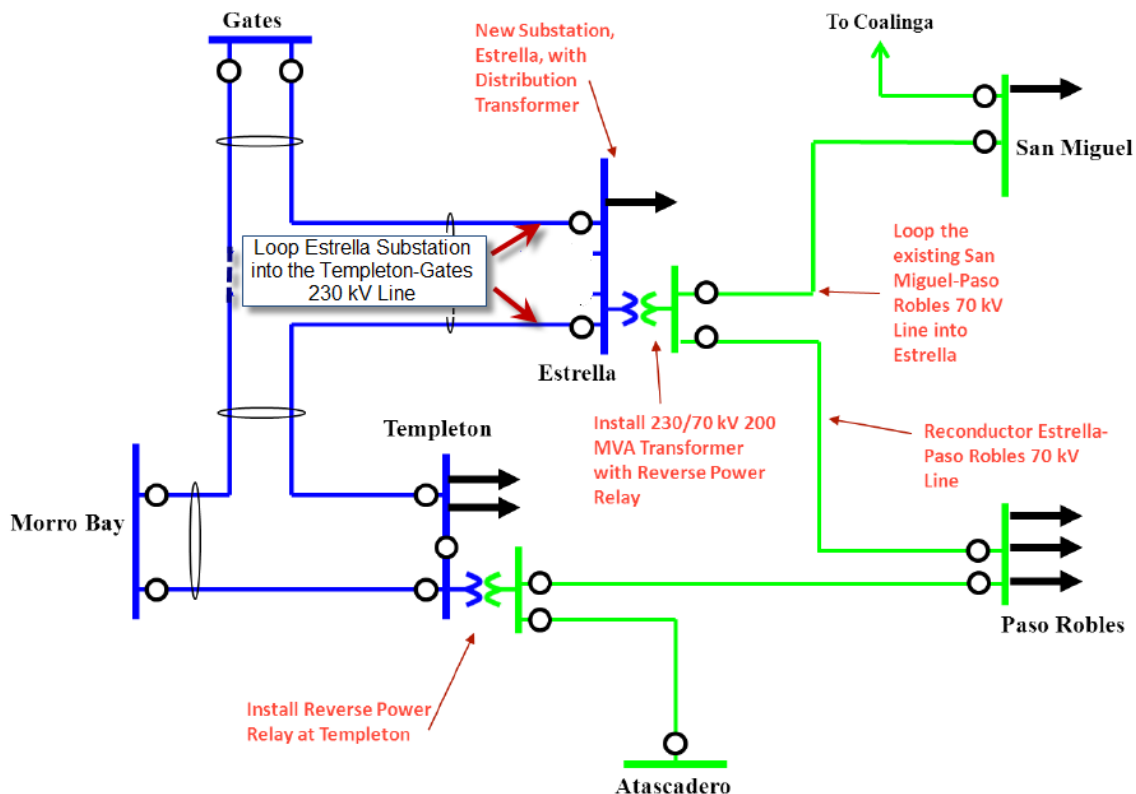 Gates
New Substation,
Estrella, with
Distribution
Transformer
To Coalinga
San Miguel
Loop Estrella Substation
into the Templeton-Gates
230 kV Line
Loop the
existing San
Miguel-Paso
Robles 70 kV
Line into
Estrella
Estrella
Install 230/70 kV 200
MVA Transformer
with Reverse Power
Relay
Templeton
Reconductor Estrella-
Paso Robles 70 kV
Line
Morro Bay
Paso Robles
Install Reverse Power
Relay at Templeton
Atascadero